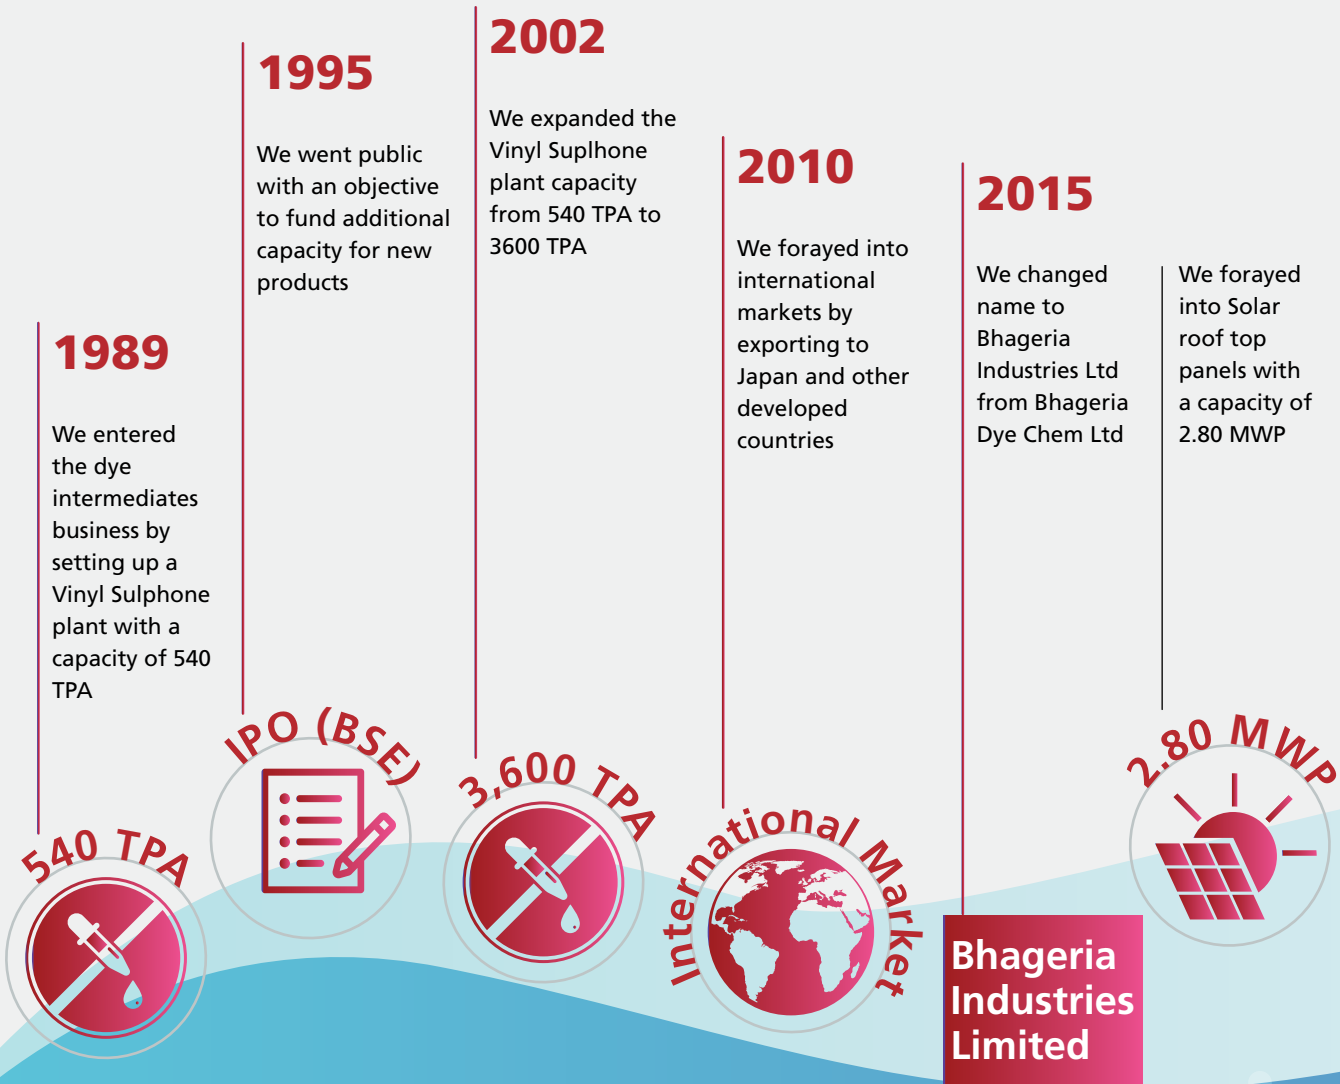 1989
We entered
the dye
intermediates
business by
setting up a
Vinyl Sulphone
plant with a
capacity of 540
TPA
540 TPA
1995
We went public
with an objective
to fund additional
capacity for new
products
IPO (BSE)
2002
We expanded the
Vinyl Suplhone
plant capacity
from 540 TPA to
3600 TPA
3,600 TPA
2010
We forayed into
international
markets by
exporting to
Japan and other
developed
countries
International Market
2015
We changed
name to
Bhageria
Industries Ltd
from Bhageria
Dye Chem Ltd
Bhageria
Industries
Limited
We forayed
into Solar
roof top
panels with
a capacity of
2.80 MWP
2.80 MWP